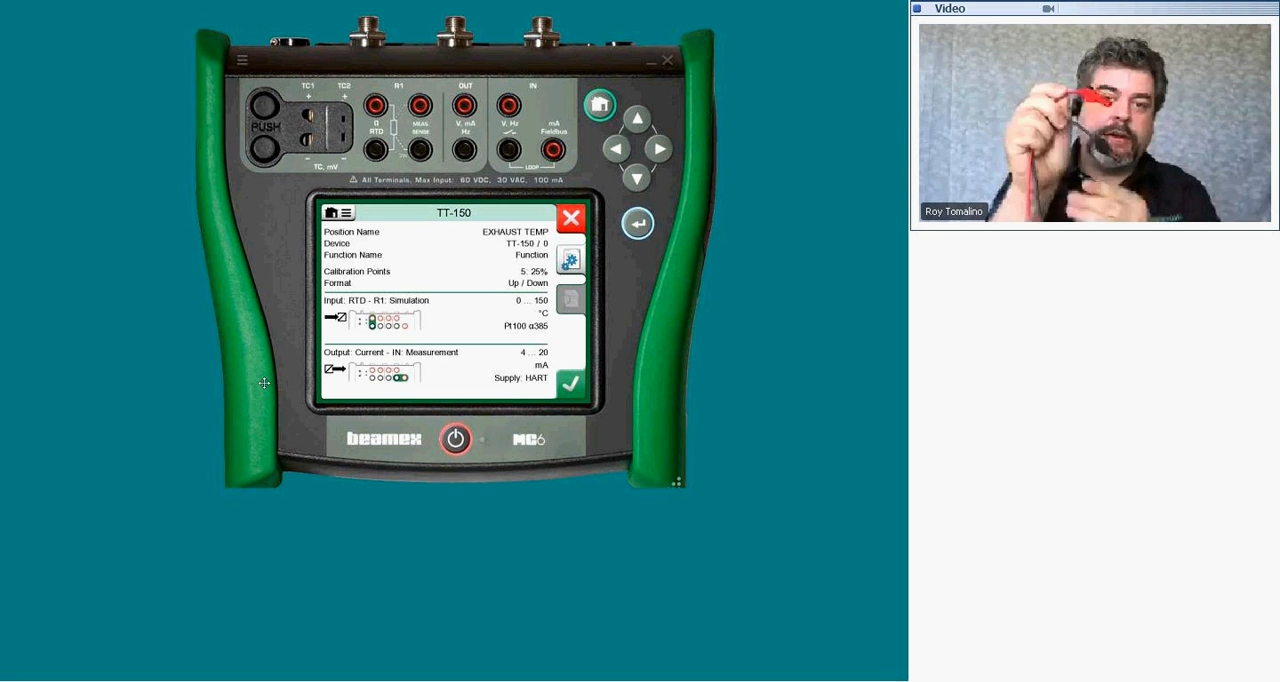 Video
TC1 TC2 R1 OUT IN
+ +
PUSH
Ω RTD
MEAS SENSE
V, mA Hz
V, Hz
mA Fieldbus
LOOP
− −
TC, mV
⚠ All Terminals, Max Input: 60 VDC, 30 VAC, 100 mA
TT-150
Position Name EXHAUST TEMP
Device TT-150 / 0
Function Name Function
Calibration Points 5: 25%
Format Up / Down
Input: RTD - R1: Simulation 0 ... 150
°C
Pt100 α385
Output: Current - IN: Measurement 4 ... 20
mA
Supply: HART
beamex MC6
Roy Tomalino